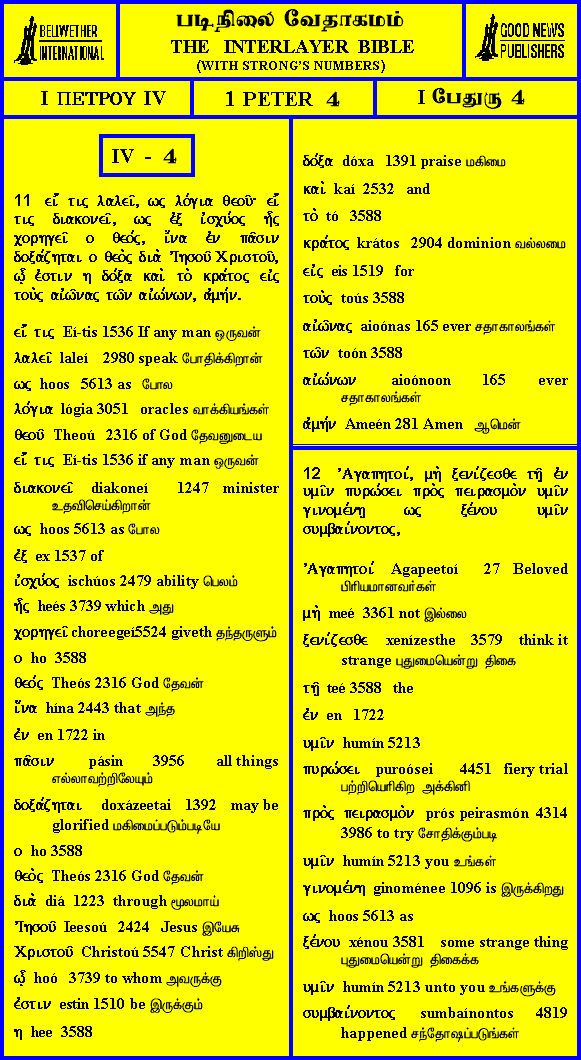 BELLWETHER
INTERNATIONAL
படிநிலை வேதாகமம்
THE INTERLAYER BIBLE
(WITH STRONG'S NUMBERS)
GOOD NEWS
PUBLISHERS
I ΠΕΤΡΟΥ IV
1 PETER 4
I பேதுரு 4
IV - 4
11 εἴ τις λαλεῖ, ως λόγια θεοῦ· εἴ
τις διακονεῖ, ως ἐξ ἰσχύος ἧς
χορηγεῖ ο θεός, ἵνα ἐν πᾶσιν
δοξάζηται ο θεὸς διὰ Ἰησοῦ Χριστοῦ,
ᾧ ἐστιν η δόξα καὶ τὸ κράτος εἰς
τοὺς αἰῶνας τῶν αἰώνων, ἀμήν.
εἴ τις Eí-tis 1536 If any man ஒருவன்
λαλεῖ laleí 2980 speak போதிக்கிறான்
ως hoos 5613 as போல
λόγια lógia 3051 oracles வாக்கியங்கள்
θεοῦ Theoú 2316 of God தேவனுடைய
εἴ τις Eí-tis 1536 if any man ஒருவன்
διακονεῖ diakoneí 1247 minister
உதவிசெய்கிறான்
ως hoos 5613 as போல
ἐξ ex 1537 of
ἰσχύος ischúos 2479 ability பெலம்
ἧς heés 3739 which அது
χορηγεῖ choreegeí5524 giveth தந்தருளும்
ο ho 3588
θεός Theós 2316 God தேவன்
ἵνα hína 2443 that அந்த
ἐν en 1722 in
πᾶσιν pásin 3956 all things
எல்லாவற்றிலேயும்
δοξάζηται doxázeetai 1392 may be
glorified மகிமைப்படும்படியே
ο ho 3588
θεὸς Theós 2316 God தேவன்
διὰ diá 1223 through மூலமாய்
Ἰησοῦ Ieesoú 2424 Jesus இயேசு
Χριστοῦ Christoú 5547 Christ கிறிஸ்து
ᾧ hoó 3739 to whom அவருக்கு
ἐστιν estin 1510 be இருக்கும்
η hee 3588
δόξα dóxa 1391 praise மகிமை
καὶ kaí 2532 and
τὸ tó 3588
κράτος krátos 2904 dominion வல்லமை
εἰς eis 1519 for
τοὺς toús 3588
αἰῶνας aioónas 165 ever சதாகாலங்கள்
τῶν toón 3588
αἰώνων aioónoon 165 ever
சதாகாலங்கள்
ἀμήν Ameén 281 Amen ஆமென்
12 Ἀγαπητοί, μὴ ξενίζεσθε τῇ ἐν
υμῖν πυρώσει πρὸς πειρασμὸν υμῖν
γινομένη ως ξένου υμῖν
συμβαίνοντος,
Ἀγαπητοί Agapeetoí 27 Beloved
பிரியமானவர்கள்
μὴ meé 3361 not இல்லை
ξενίζεσθε xenízesthe 3579 think it
strange புதுமையென்று திகை
τῇ teé 3588 the
ἐν en 1722
υμῖν humín 5213
πυρώσει puroósei 4451 fiery trial
பற்றியெரிகிற அக்கினி
πρὸς πειρασμὸν prós peirasmón 4314
3986 to try சோதிக்கும்படி
υμῖν humín 5213 you உங்கள்
γινομένη ginoménee 1096 is இருக்கிறது
ως hoos 5613 as
ξένου xénou 3581 some strange thing
புதுமையென்று திகைக்க
υμῖν humín 5213 unto you உங்களுக்கு
συμβαίνοντος sumbaínontos 4819
happened சந்தோஷப்படுங்கள்